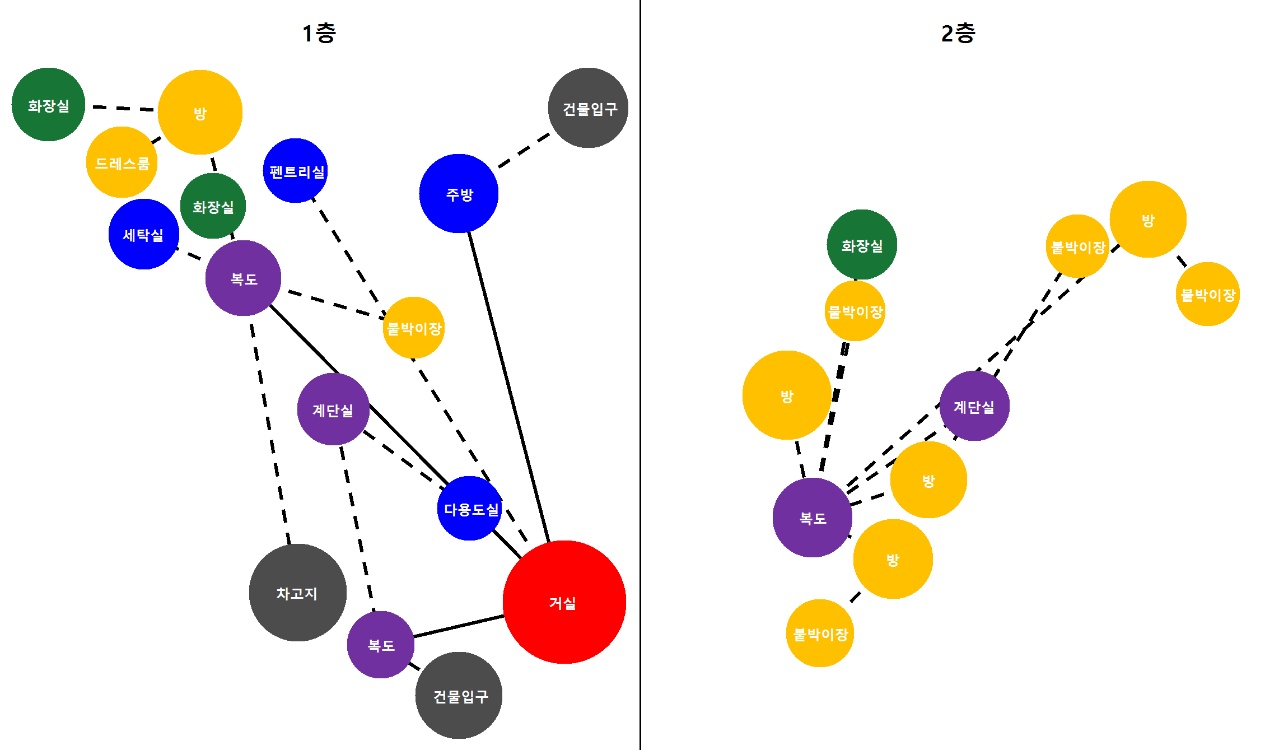 1층
화장실
방
건물입구
드레스룸
펜트리실
주방
화장실
세탁실
복도
붙박이장
계단실
다용도실
차고지
거실
복도
건물입구
2층
방
화장실
붙박이장
붙박이장
붙박이장
방
계단실
방
복도
방
붙박이장